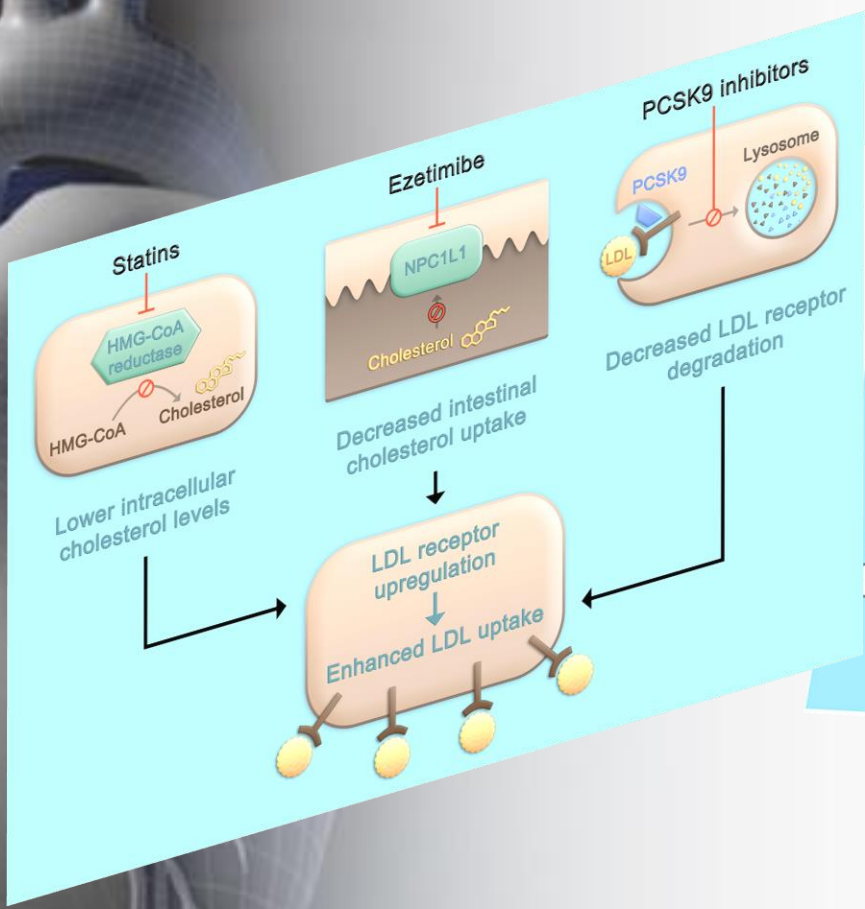 Statins
HMG-CoA
reductase
HMG-CoA
Cholesterol
Lower intracellular
cholesterol levels
Ezetimibe
NPC1L1
Cholesterol
Decreased intestinal
cholesterol uptake
PCSK9 inhibitors
PCSK9
Lysosome
LDL
Decreased LDL receptor
degradation
LDL receptor
upregulation
Enhanced LDL uptake